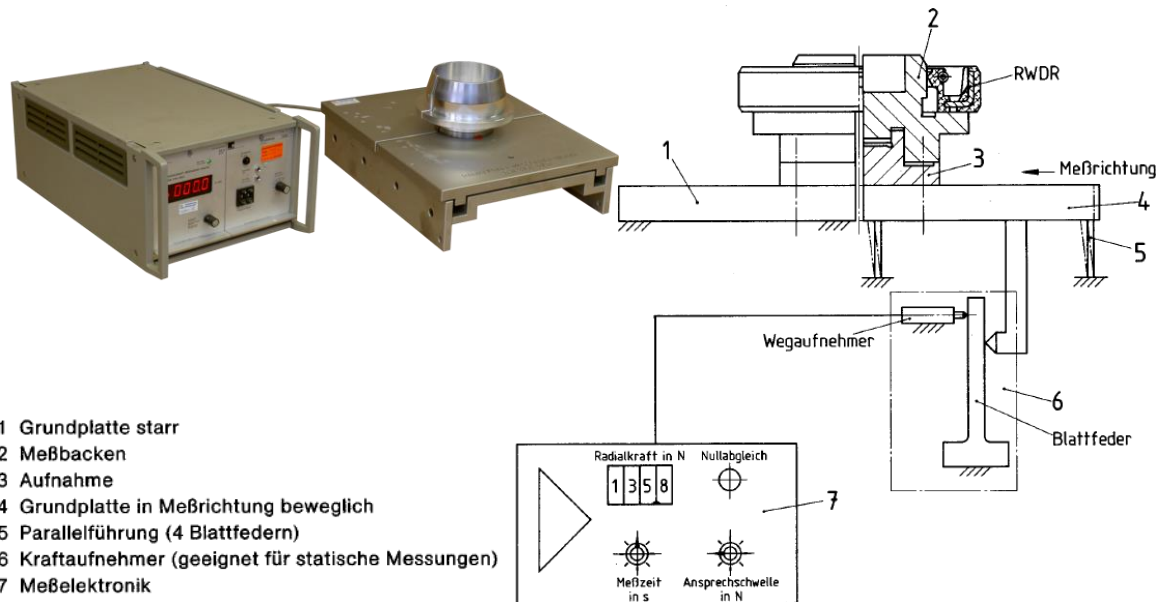 2
RWDR
1
3
Meßrichtung
4
5
Wegaufnehmer
6
Blattfeder
1 Grundplatte starr
2 Meßbacken
3 Aufnahme
4 Grundplatte in Meßrichtung beweglich
5 Parallelführung (4 Blattfedern)
6 Kraftaufnehmer (geeignet für statische Messungen)
7 Meßelektronik
Radialkraft in N Nullabgleich
1 3 5 8
7
Meßzeit in s
Ansprechschwelle in N